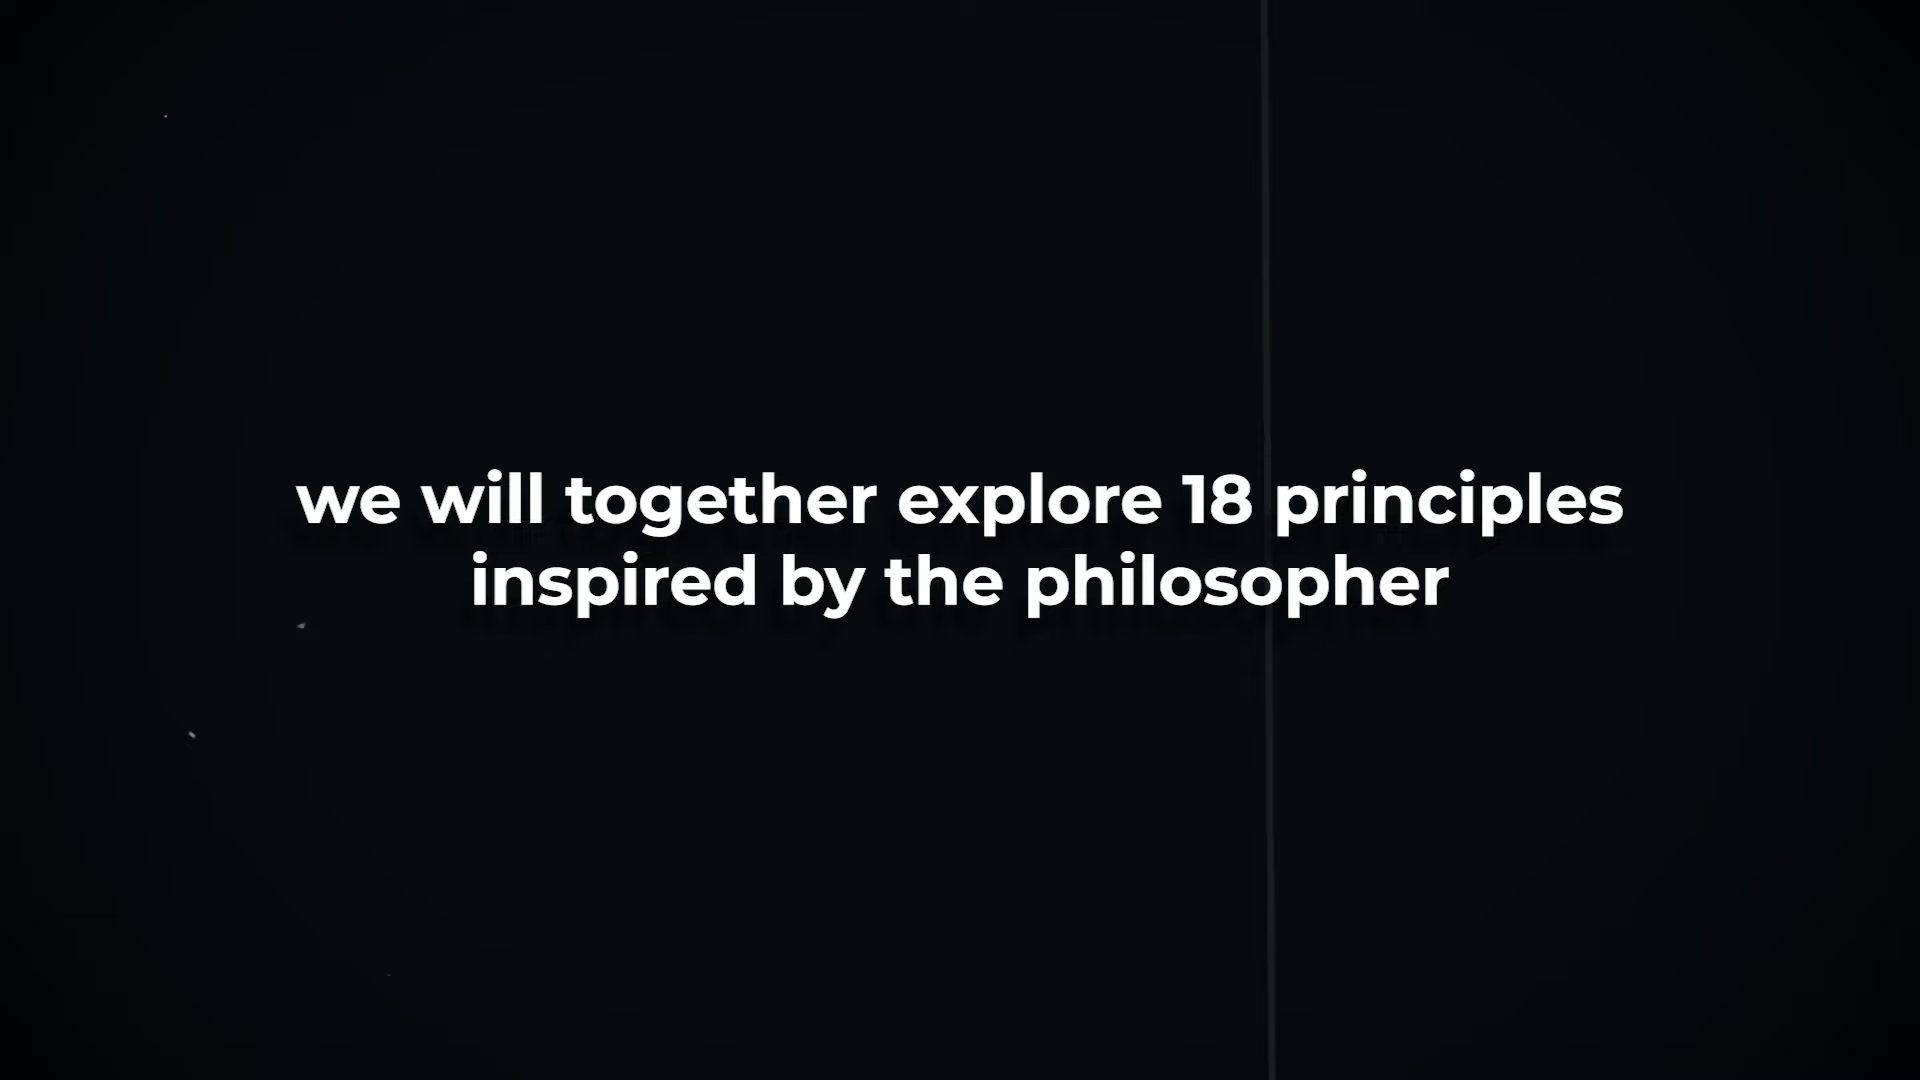 we will together explore 18 principles
inspired by the philosopher